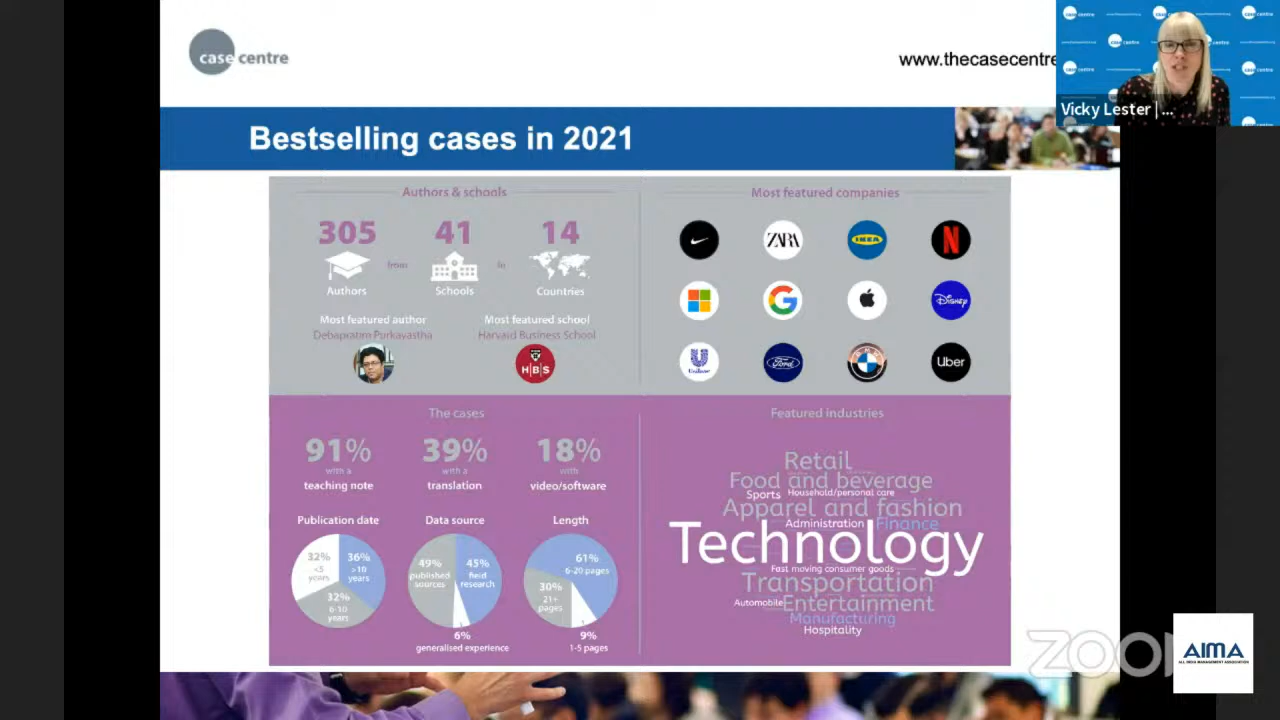 case centre
www.thecasecentre
Vicky Lester | ...
Bestselling cases in 2021
Authors & schools
305 from 41 in 14
Authors Schools Countries
Most featured author
Debapratim Purkayastha
Most featured school
Harvard Business School
HBS
Most featured companies
ZARA
IKEA
N
G
Disney
Unilever
Ford
BMW
Uber
The cases
91% with a teaching note
39% with a translation
18% with video/software
Publication date
32% <5 years
36% >10 years
32% 6-10 years
Data source
49% published sources
45% field research
6% generalised experience
Length
61% 6-20 pages
30% 21+ pages
9% 1-5 pages
Featured industries
Retail
Food and beverage
Sports Household/personal care
Apparel and fashion
Administration Finance
Technology
Fast moving consumer goods
Transportation
Automobile Entertainment
Manufacturing
Hospitality
zoom
AIMA
ALL INDIA MANAGEMENT ASSOCIATION